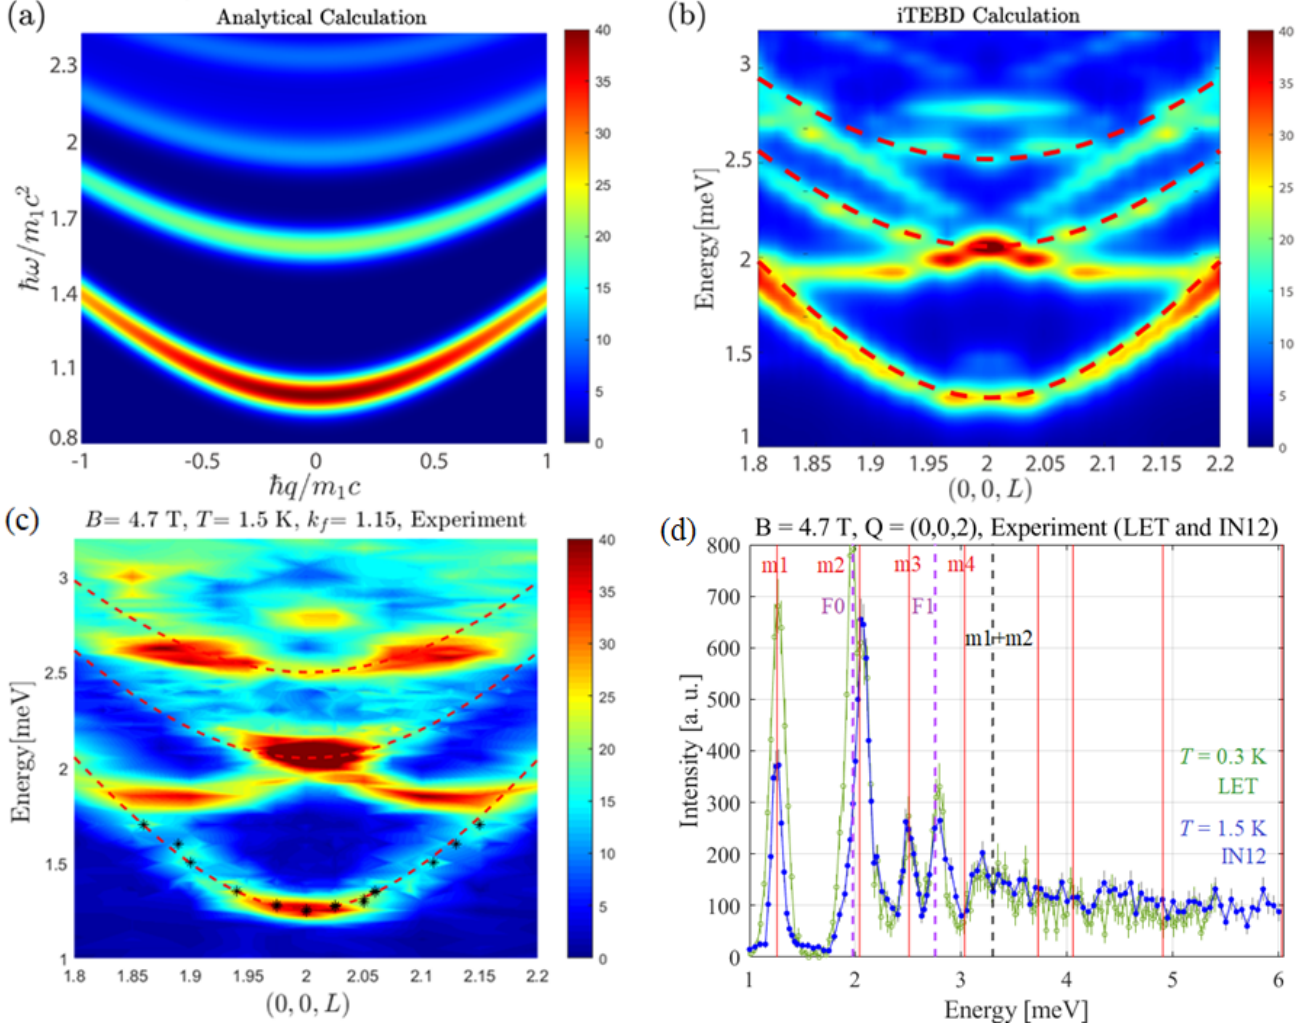 (a)
Analytical Calculation
2.3
2
1.7
1.4
1.1
0.8
ħω/m₁c²
-1 -0.5 0 0.5 1
ħq/m₁c
40
35
30
25
20
15
10
5
0
(b)
iTEBD Calculation
3
2.5
2
1.5
1
Energy[meV]
1.8 1.85 1.9 1.95 2 2.05 2.1 2.15 2.2
(0, 0, L)
40
35
30
25
20
15
10
5
0
(c)
B= 4.7 T, T= 1.5 K, k_f= 1.15, Experiment
3
2.5
2
1.5
1
Energy[meV]
1.8 1.85 1.9 1.95 2 2.05 2.1 2.15 2.2
(0, 0, L)
40
35
30
25
20
15
10
5
0
(d)
B = 4.7 T, Q = (0,0,2), Experiment (LET and IN12)
800
700
600
500
400
300
200
100
0
Intensity [a. u.]
m1 m2 m3 m4
F0 F1
m1+m2
T = 0.3 K
LET
T = 1.5 K
IN12
1 2 3 4 5 6
Energy [meV]